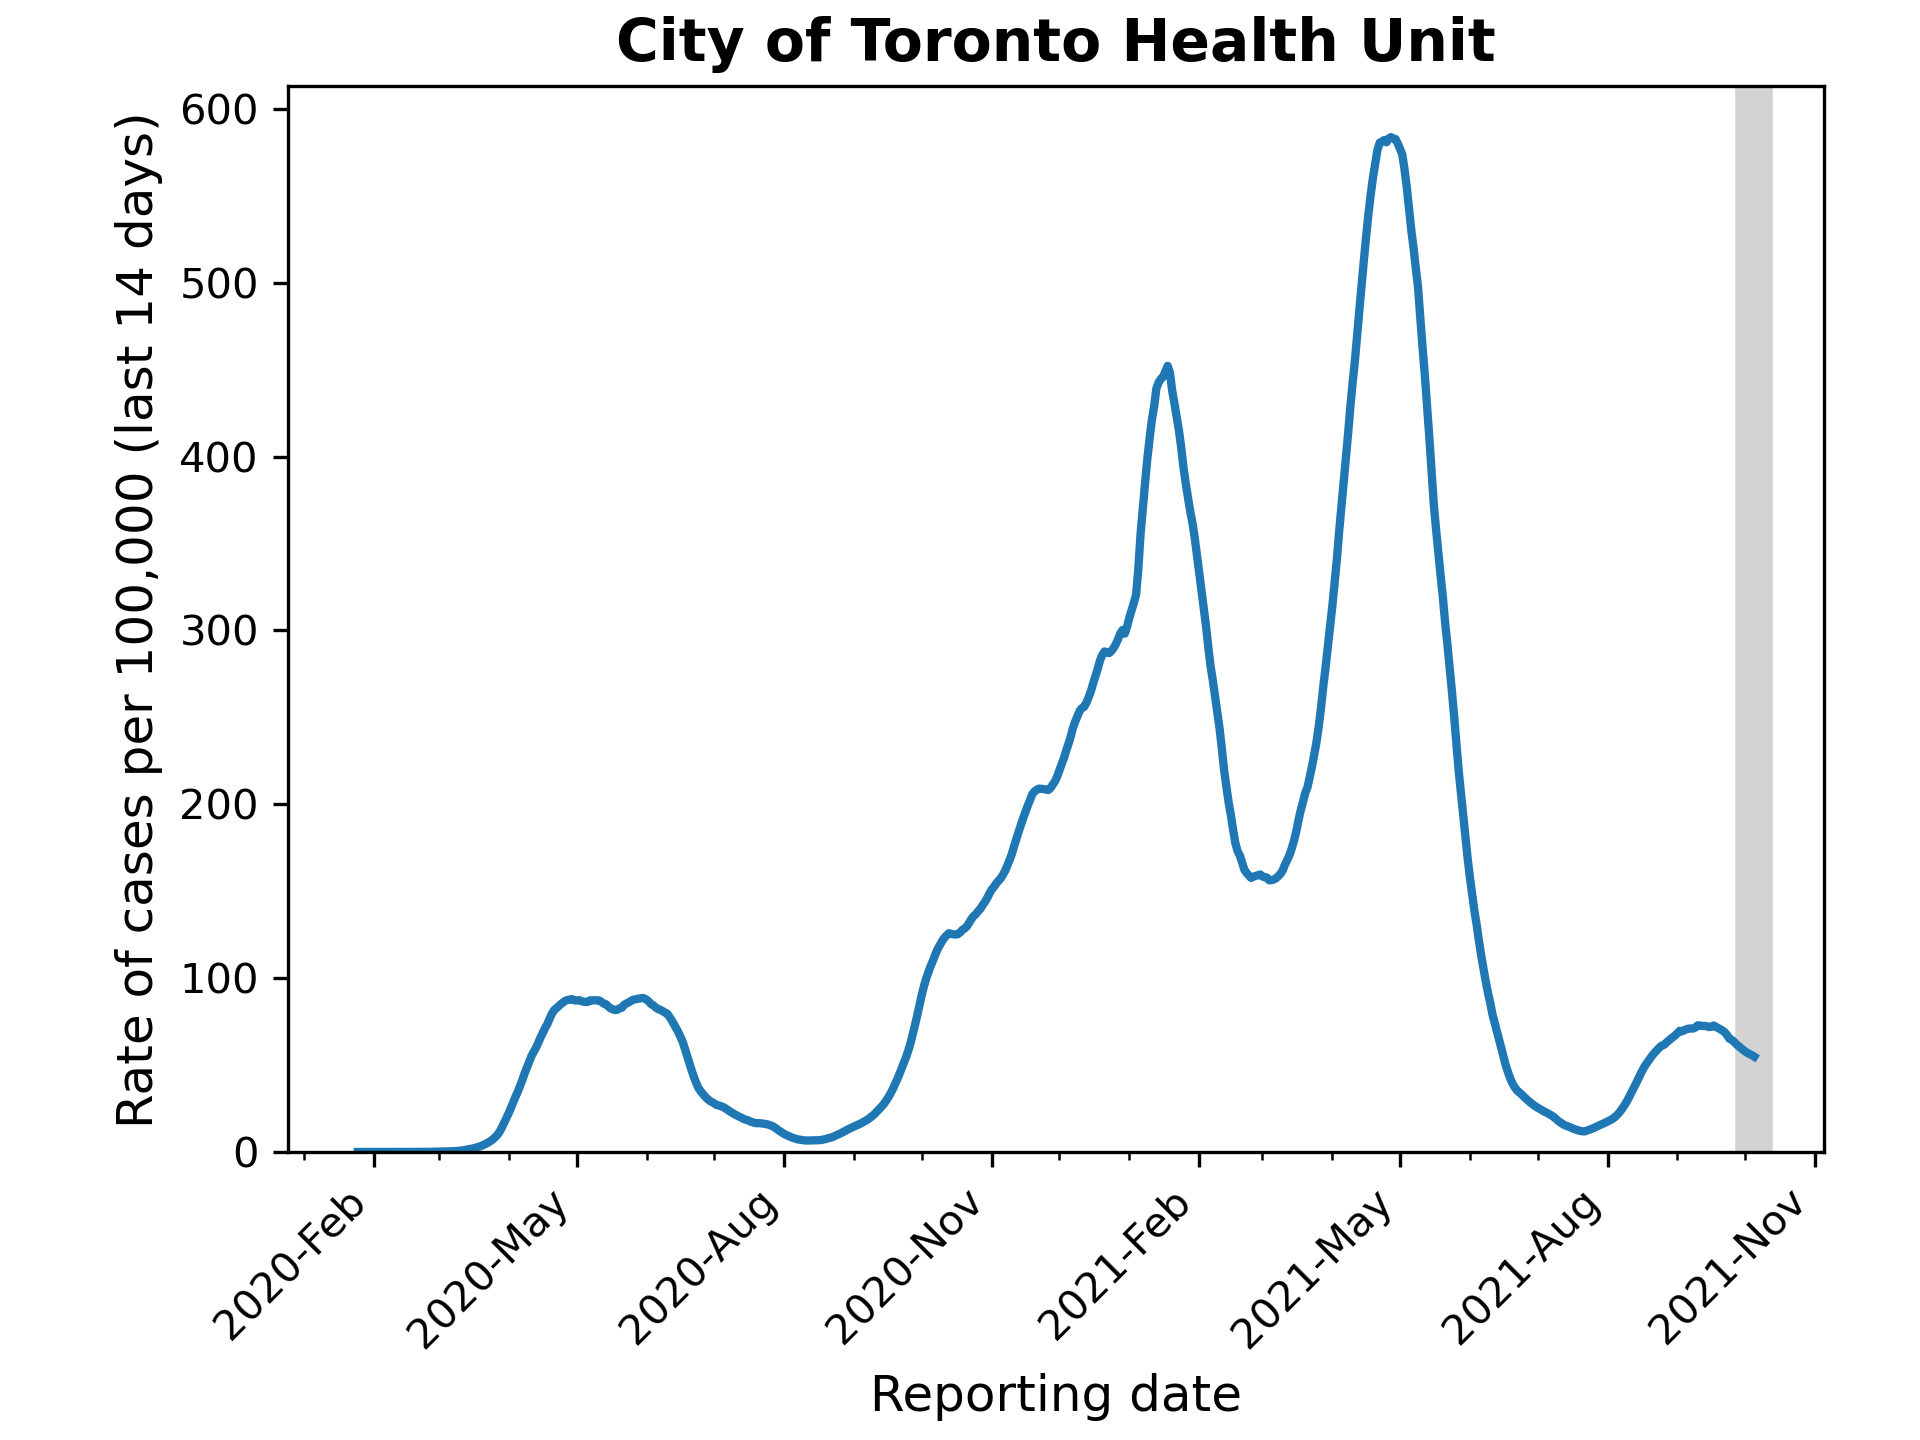 City of Toronto Health Unit
Rate of cases per 100,000 (last 14 days)
600
500
400
300
200
100
0
2020-Feb
2020-May
2020-Aug
2020-Nov
2021-Feb
2021-May
2021-Aug
2021-Nov
Reporting date